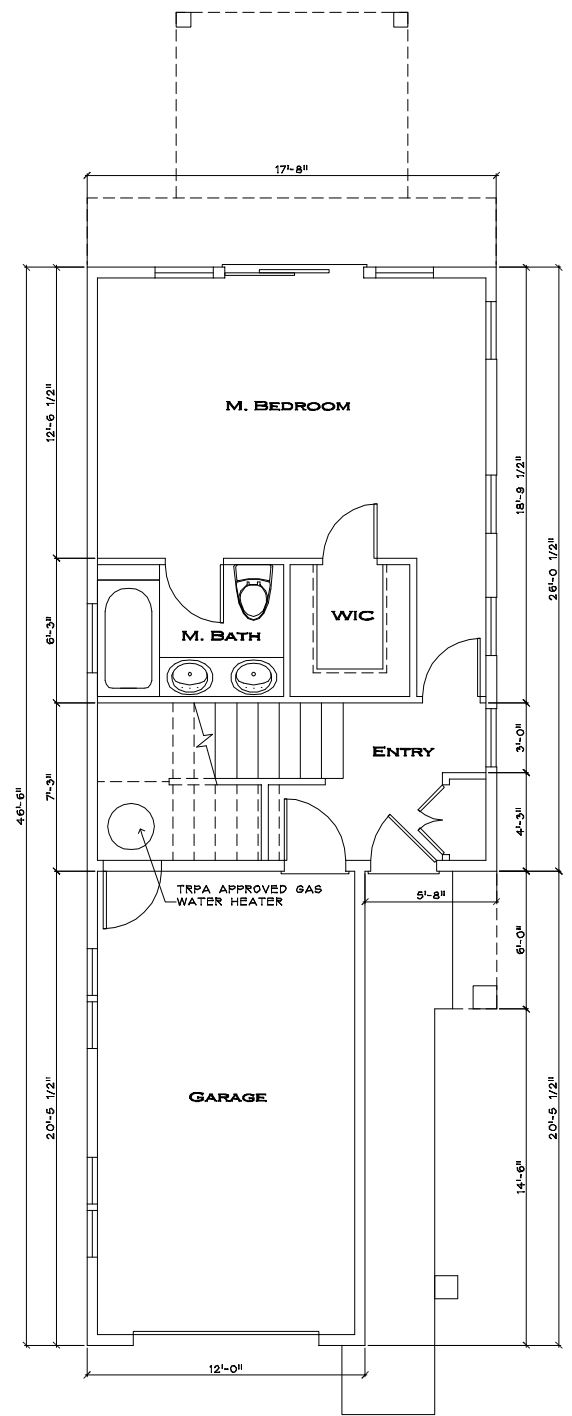 17'-8"
M. BEDROOM
12'-6 1/2"
18'-9 1/2"
26'-0 1/2"
WIC
M. BATH
6'-3"
ENTRY
3'-0"
7'-3"
46'-6"
4'-3"
TRPA APPROVED GAS
WATER HEATER
5'-8"
6'-0"
GARAGE
20'-5 1/2"
20'-5 1/2"
14'-6"
12'-0"